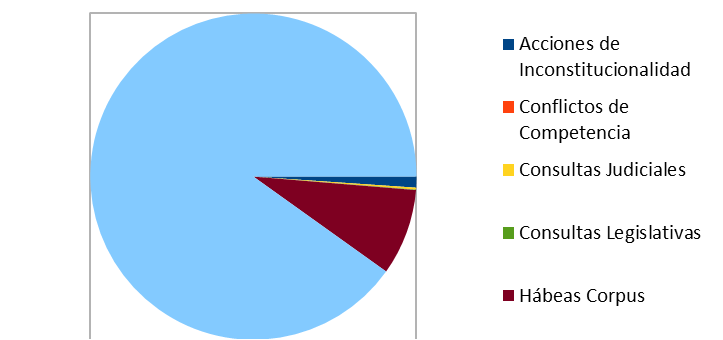 Acciones de
Inconstitucionalidad
Conflictos de
Competencia
Consultas Judiciales
Consultas Legislativas
Hábeas Corpus